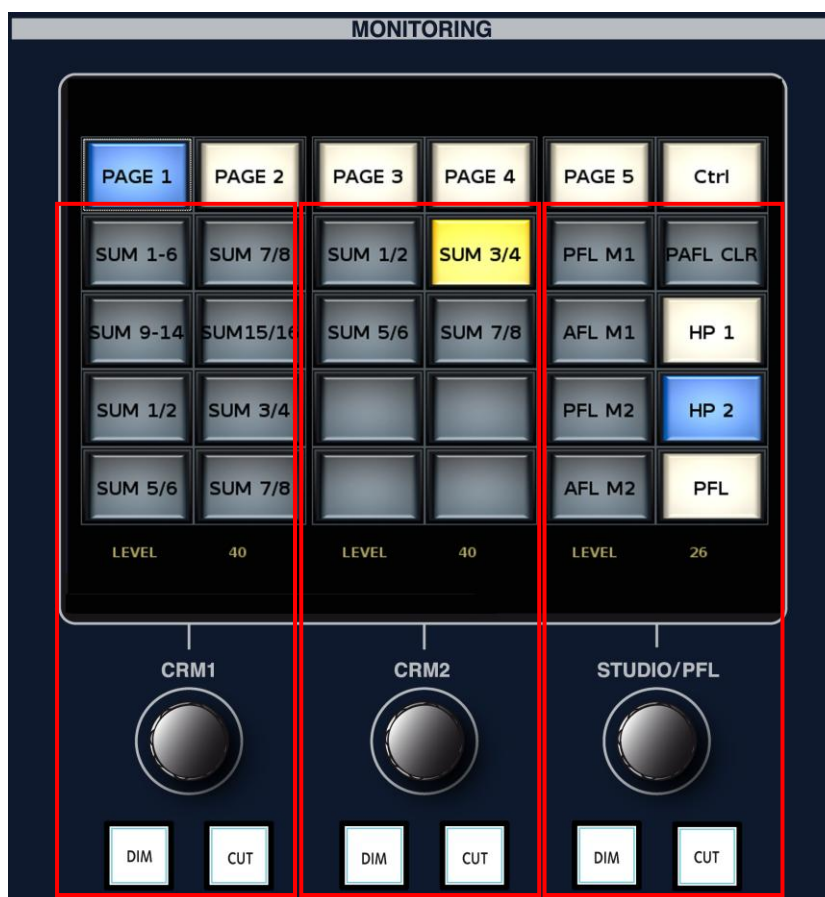 MONITORING
PAGE 1 PAGE 2 PAGE 3 PAGE 4 PAGE 5 Ctrl
SUM 1-6 SUM 7/8 SUM 1/2 SUM 3/4 PFL M1 PAFL CLR
SUM 9-14 SUM15/16 SUM 5/6 SUM 7/8 AFL M1 HP 1
SUM 1/2 SUM 3/4 PFL M2 HP 2
SUM 5/6 SUM 7/8 AFL M2 PFL
LEVEL 40 LEVEL 40 LEVEL 26
CRM1 CRM2 STUDIO/PFL
DIM CUT DIM CUT DIM CUT